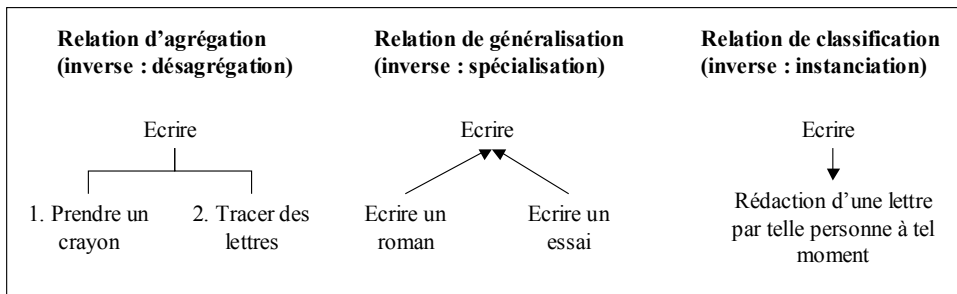 Relation d'agrégation
(inverse : désagrégation)
Ecrire
1. Prendre un
crayon
2. Tracer des
lettres
Relation de généralisation
(inverse : spécialisation)
Ecrire
Ecrire un
roman
Ecrire un
essai
Relation de classification
(inverse : instanciation)
Ecrire
Rédaction d'une lettre
par telle personne à tel
moment